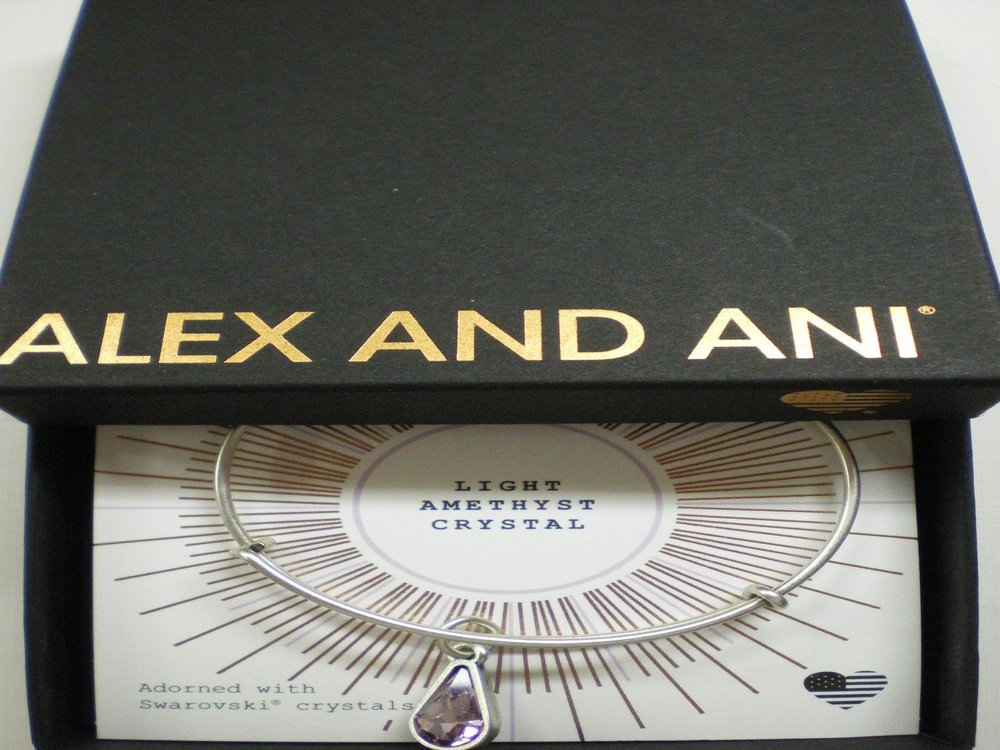 ALEX AND ANI®
LIGHT
AMETHYST
CRYSTAL
Adorned with
Swarovski® crystals